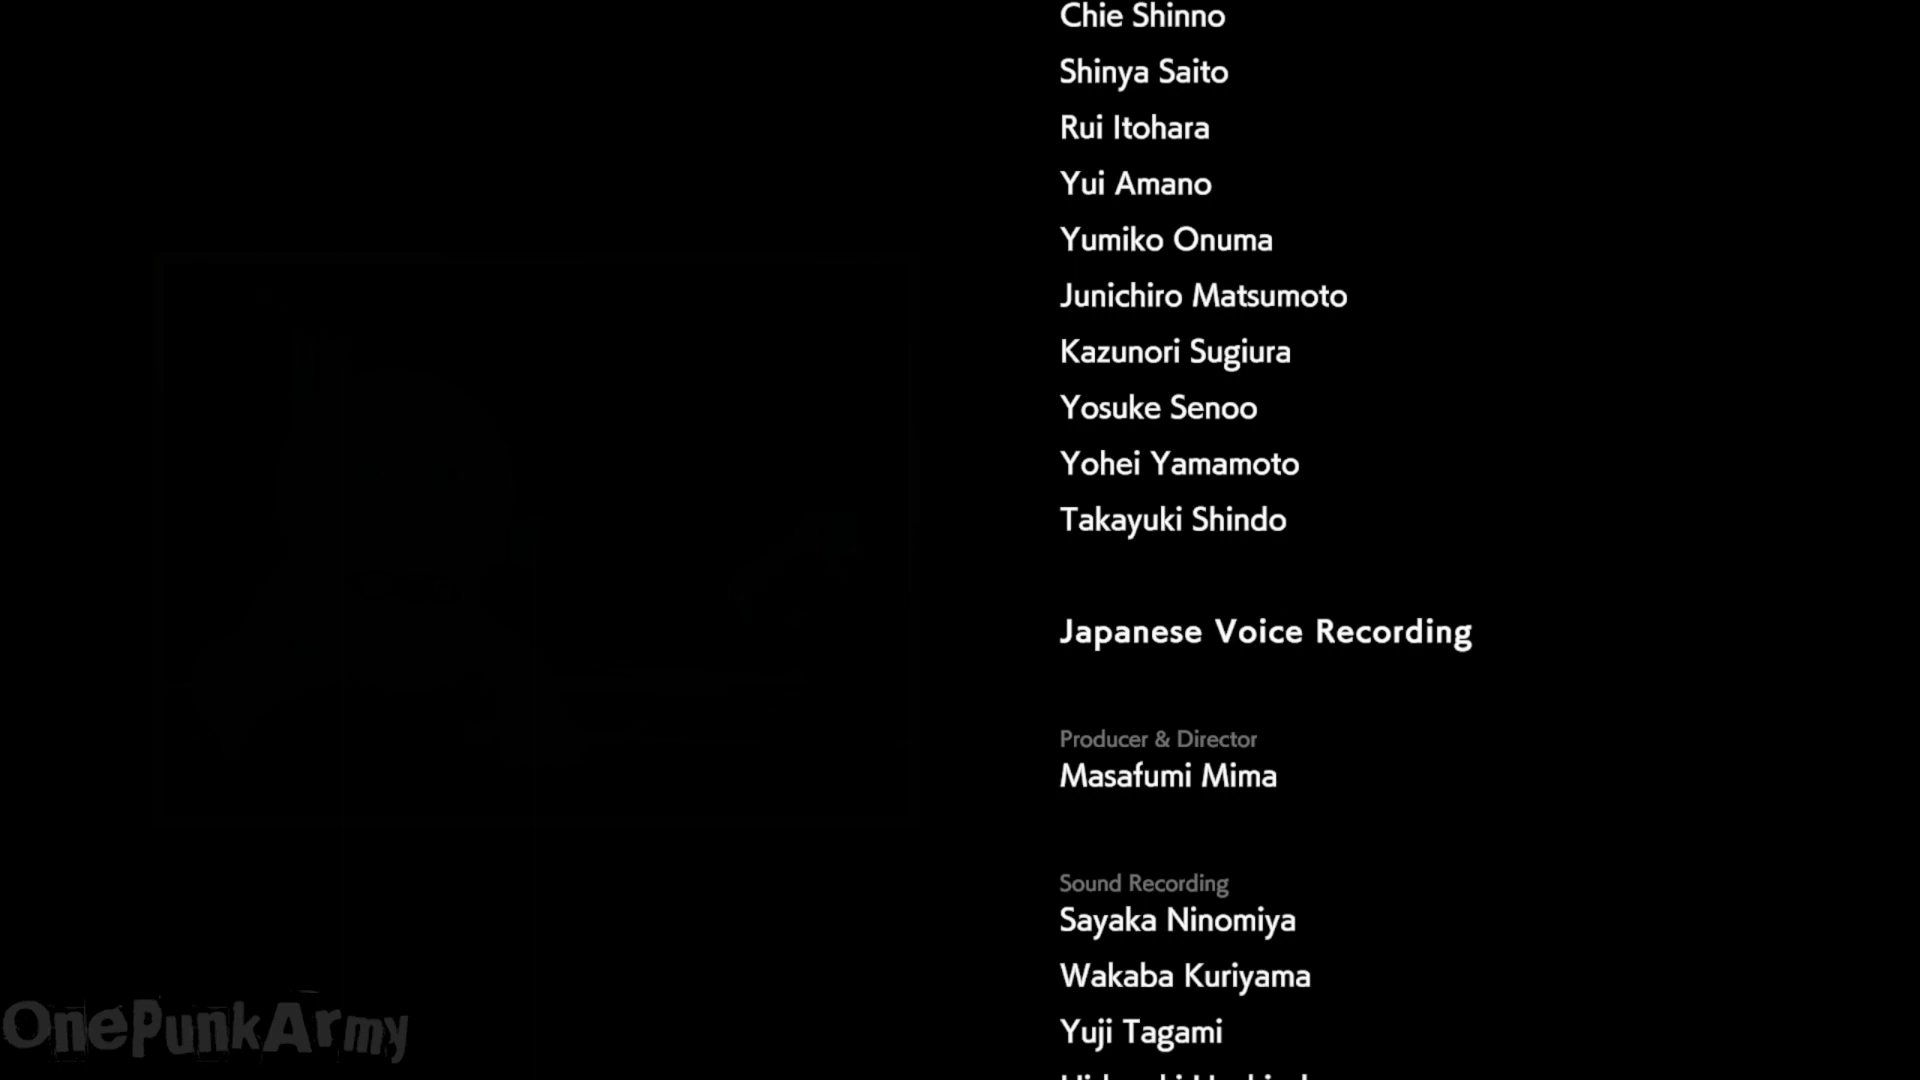 Chie Shinno
Shinya Saito
Rui Itohara
Yui Amano
Yumiko Onuma
Junichiro Matsumoto
Kazunori Sugiura
Yosuke Senoo
Yohei Yamamoto
Takayuki Shindo
Japanese Voice Recording
Producer & Director
Masafumi Mima
Sound Recording
Sayaka Ninomiya
Wakaba Kuriyama
Yuji Tagami
OnePunkArmy